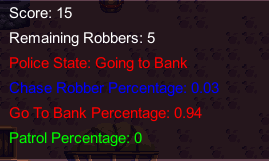 Score: 15
Remaining Robbers: 5
Police State: Going to Bank
Chase Robber Percentage: 0.03
Go To Bank Percentage: 0.94
Patrol Percentage: 0